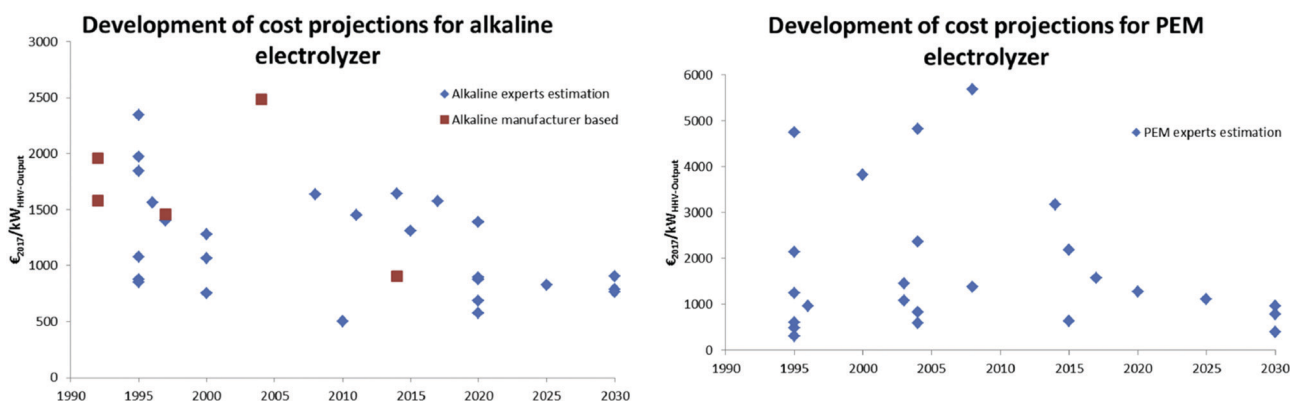 Development of cost projections for alkaline
electrolyzer
3000
2500
2000
1500
1000
500
0
€2017/kWHHV-Output
1990 1995 2000 2005 2010 2015 2020 2025 2030
Alkaline experts estimation
Alkaline manufacturer based
Development of cost projections for PEM
electrolyzer
6000
5000
4000
3000
2000
1000
0
€2017/kWHHV-Output
1990 1995 2000 2005 2010 2015 2020 2025 2030
PEM experts estimation